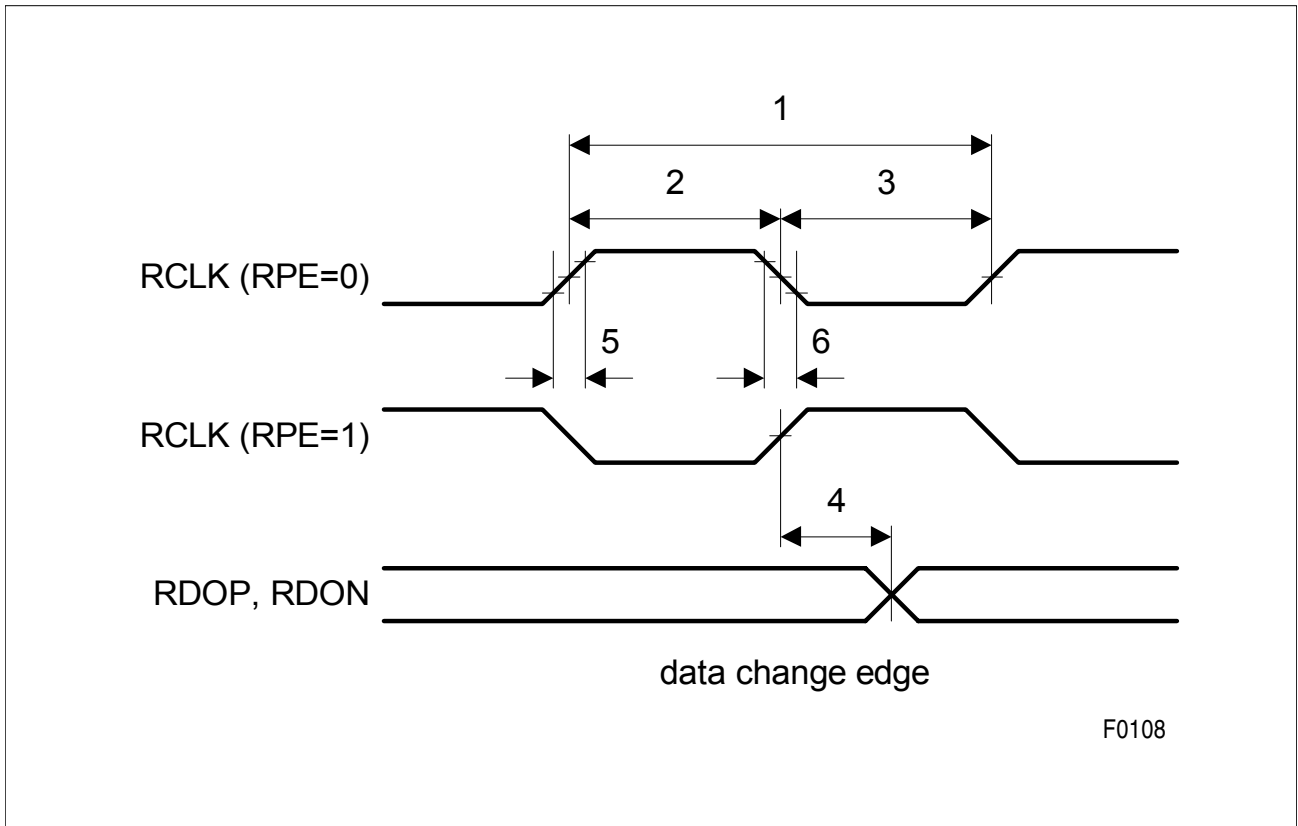 1
2
3
RCLK (RPE=0)
5
6
RCLK (RPE=1)
4
RDOP, RDON
data change edge
F0108